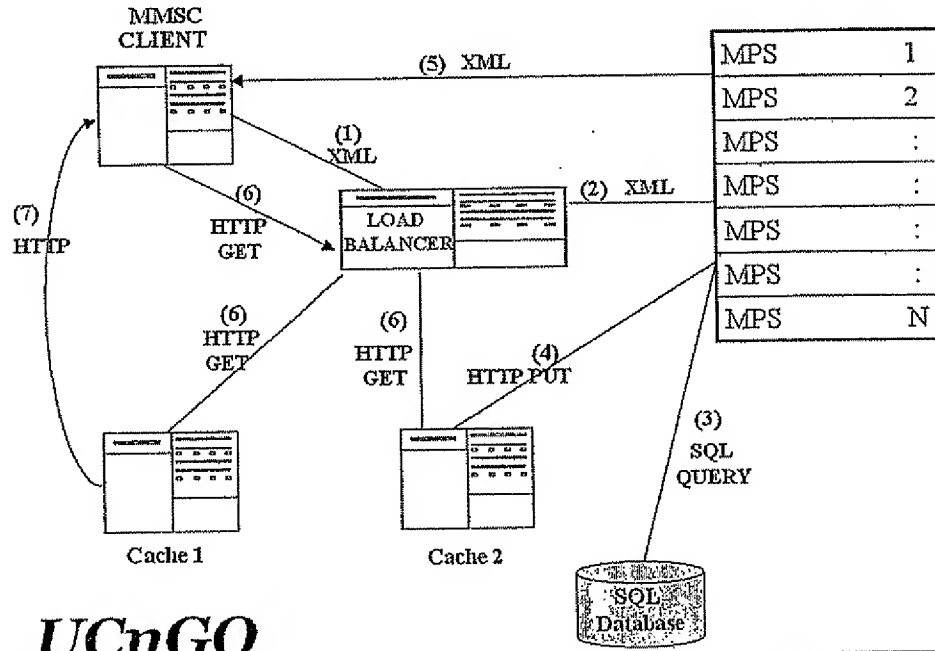 MMSC
CLIENT
(5) XML
MPS 1
MPS 2
MPS :
MPS :
MPS :
MPS :
MPS N
(1)
XML
(2) XML
LOAD
BALANCER
(6)
HTTP
GET
(7)
HTTP
(6)
HTTP
GET
(6)
HTTP
GET
(4)
HTTP PUT
(3)
SQL
QUERY
Cache 1
Cache 2
SQL
Database
UCnGO